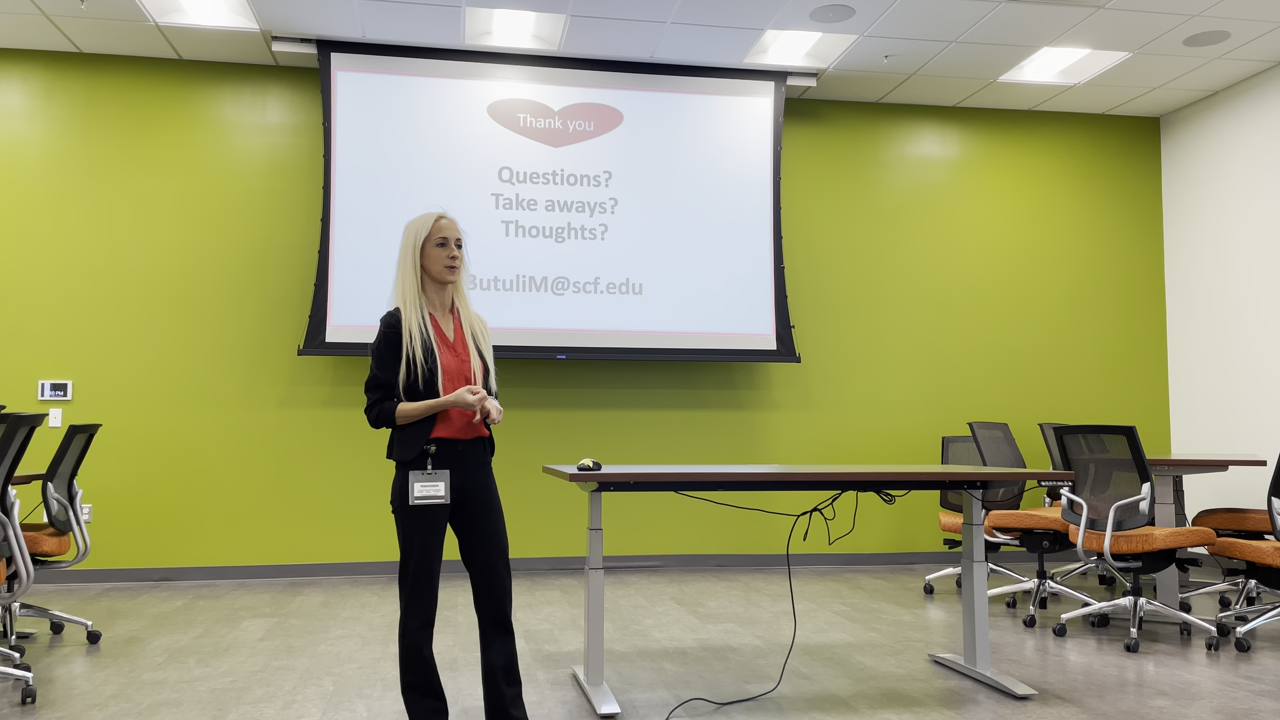 Thank you
Questions?
Take aways?
Thoughts?
ButuliM@scf.edu